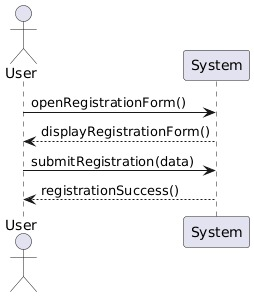 User
System
openRegistrationForm()
displayRegistrationForm()
submitRegistration(data)
registrationSuccess()
User
System